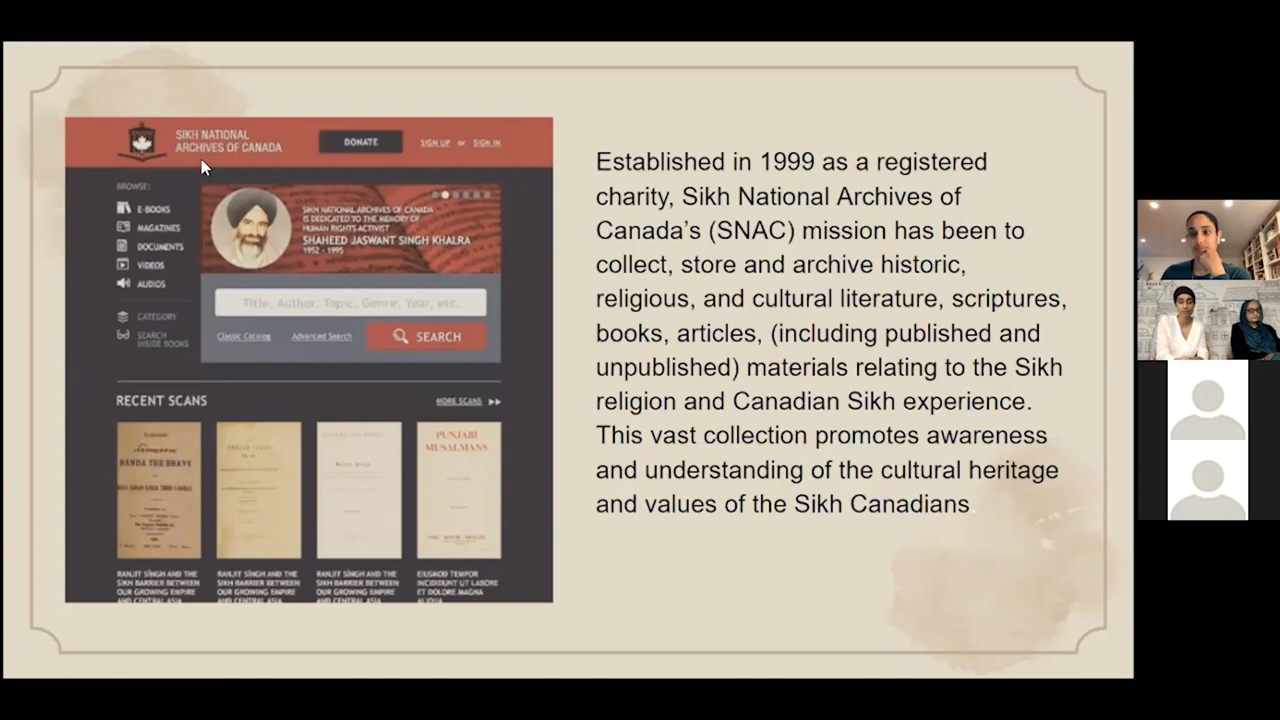 SIKH NATIONAL
ARCHIVES OF CANADA
DONATE
SIGN UP or SIGN IN
BROWSE:
E-BOOKS
MAGAZINES
DOCUMENTS
VIDEOS
AUDIOS
CATEGORY
SEARCH
INSIDE BOOKS
SIKH NATIONAL ARCHIVES OF CANADA
IS DEDICATED TO THE MEMORY OF
HUMAN RIGHTS ACTIVIST
SHAHEED JASWANT SINGH KHALRA
1952 - 1995
Title, Author, Topic, Genre, Year, etc.
Classic Catalog
Advanced Search
SEARCH
RECENT SCANS
MORE SCANS
BANDA THE BRAVE
PUNJABI
MUSALMANS
RANJIT SINGH AND THE
SIKH BARRIER BETWEEN
OUR GROWING EMPIRE
AND CENTRAL ASIA
RANJIT SINGH AND THE
SIKH BARRIER BETWEEN
OUR GROWING EMPIRE
AND CENTRAL ASIA
RANJIT SINGH AND THE
SIKH BARRIER BETWEEN
OUR GROWING EMPIRE
AND CENTRAL ASIA
EIUSMOD TEMPOR
INCIDIDUNT UT LABORE
ET DOLORE MAGNA
ALIQUA
Established in 1999 as a registered
charity, Sikh National Archives of
Canada’s (SNAC) mission has been to
collect, store and archive historic,
religious, and cultural literature, scriptures,
books, articles, (including published and
unpublished) materials relating to the Sikh
religion and Canadian Sikh experience.
This vast collection promotes awareness
and understanding of the cultural heritage
and values of the Sikh Canadians.